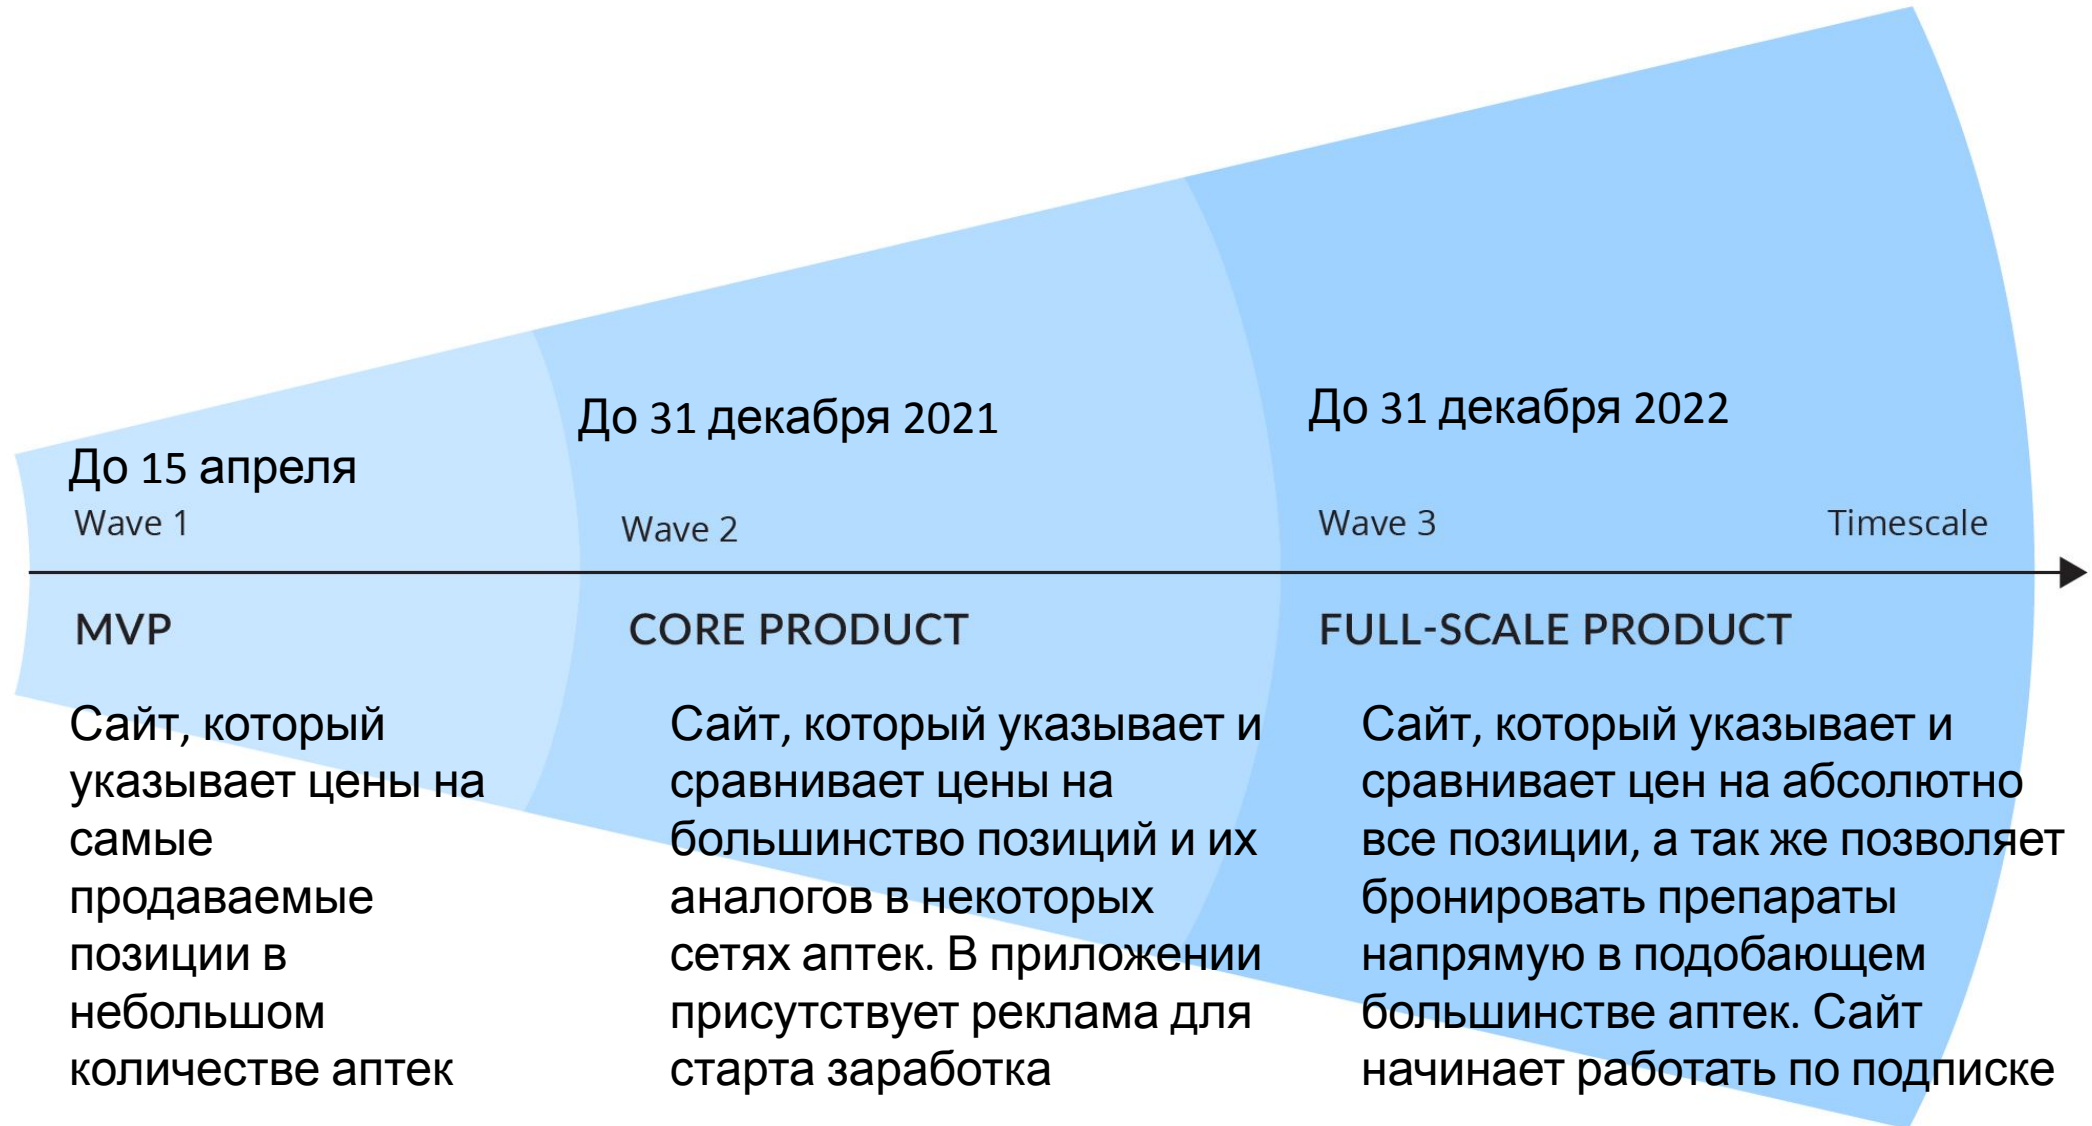 До 15 апреля
Wave 1
MVP
Сайт, который
указывает цены на
самые
продаваемые
позиции в
небольшом
количестве аптек
До 31 декабря 2021
Wave 2
CORE PRODUCT
Сайт, который указывает и
сравнивает цены на
большинство позиций и их
аналогов в некоторых
сетях аптек. В приложении
присутствует реклама для
старта заработка
До 31 декабря 2022
Wave 3
Timescale
FULL-SCALE PRODUCT
Сайт, который указывает и
сравнивает цен на абсолютно
все позиции, а так же позволяет
бронировать препараты
напрямую в подобающем
большинстве аптек. Сайт
начинает работать по подписке